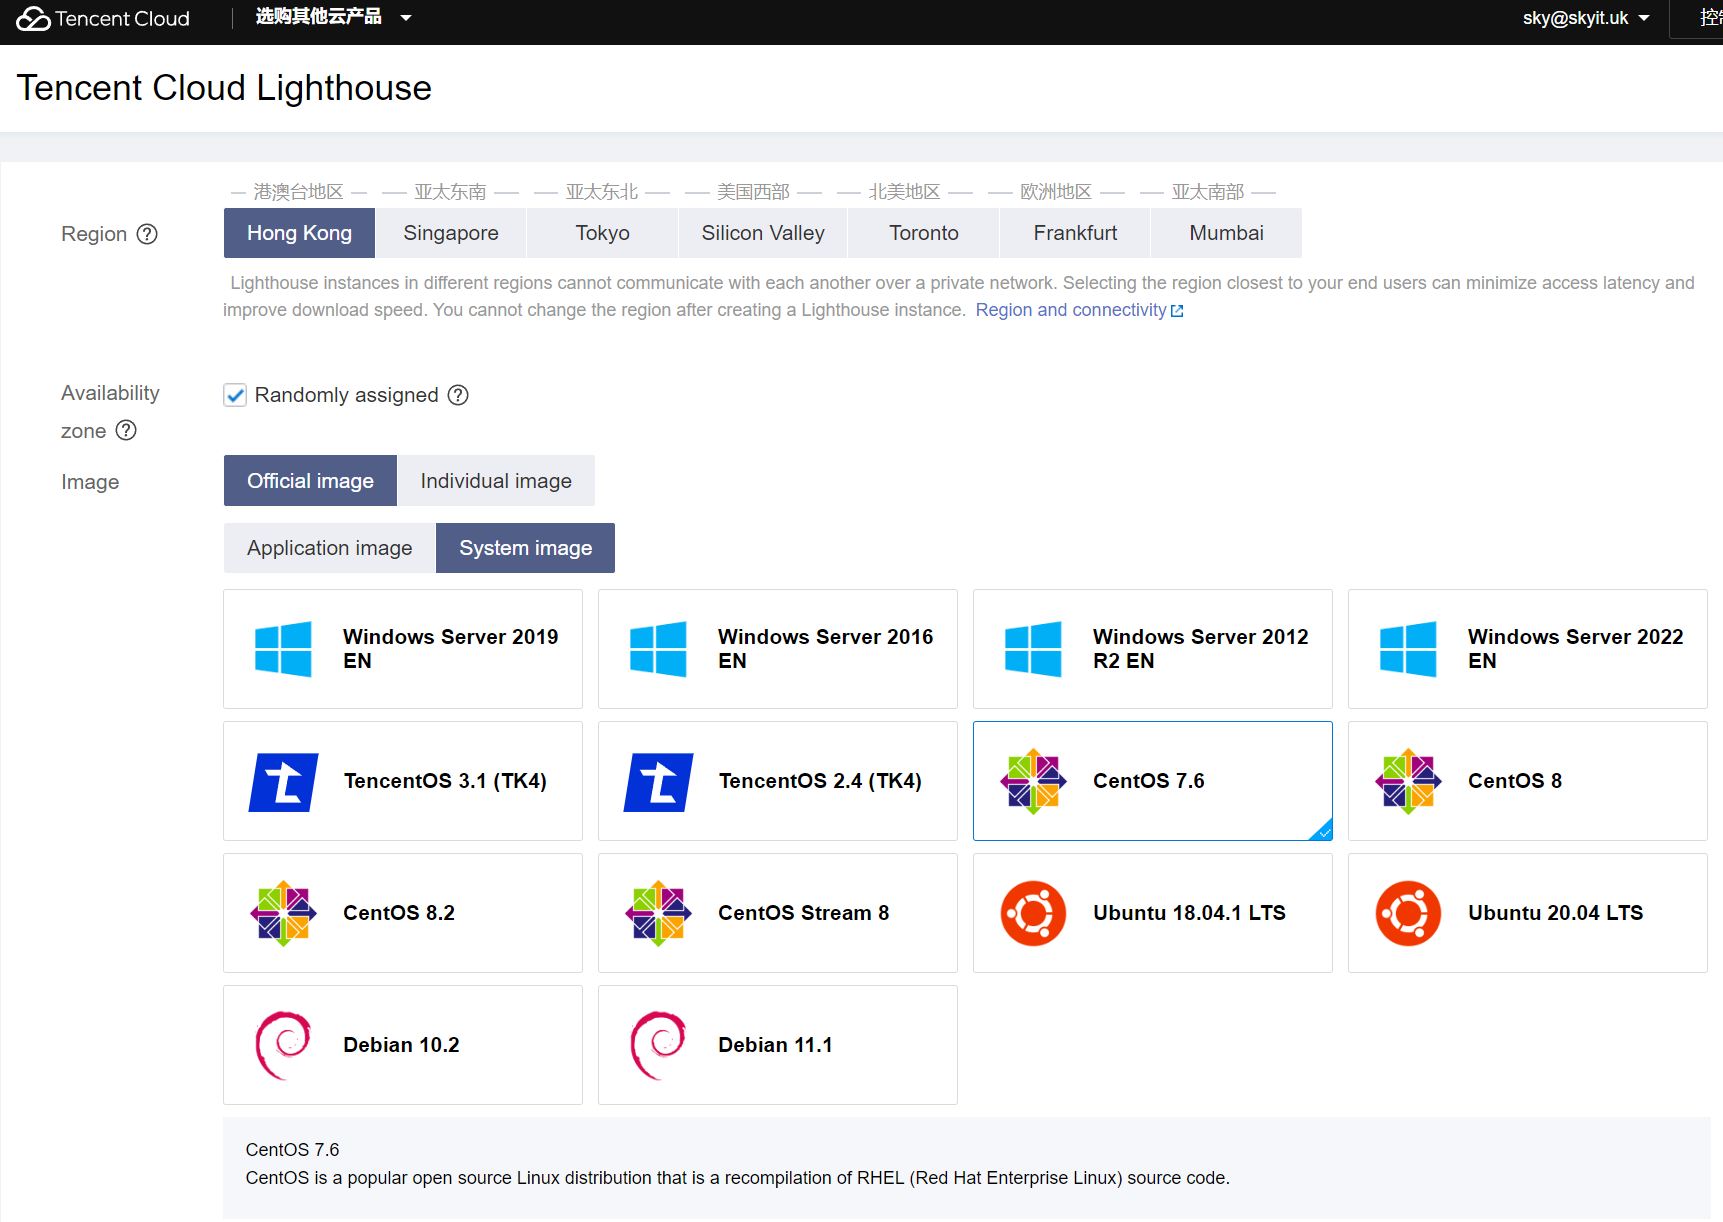 Tencent Cloud
选购其他云产品
sky@skyit.uk
Tencent Cloud Lighthouse
港澳台地区 亚太东南 亚太东北 美国西部 北美地区 欧洲地区 亚太南部
Region
Hong Kong Singapore Tokyo Silicon Valley Toronto Frankfurt Mumbai
Lighthouse instances in different regions cannot communicate with each another over a private network. Selecting the region closest to your end users can minimize access latency and
improve download speed. You cannot change the region after creating a Lighthouse instance. Region and connectivity
Availability
zone
Randomly assigned
Image
Official image Individual image
Application image System image
Windows Server 2019
EN
Windows Server 2016
EN
Windows Server 2012
R2 EN
Windows Server 2022
EN
TencentOS 3.1 (TK4)
TencentOS 2.4 (TK4)
CentOS 7.6
CentOS 8
CentOS 8.2
CentOS Stream 8
Ubuntu 18.04.1 LTS
Ubuntu 20.04 LTS
Debian 10.2
Debian 11.1
CentOS 7.6
CentOS is a popular open source Linux distribution that is a recompilation of RHEL (Red Hat Enterprise Linux) source code.